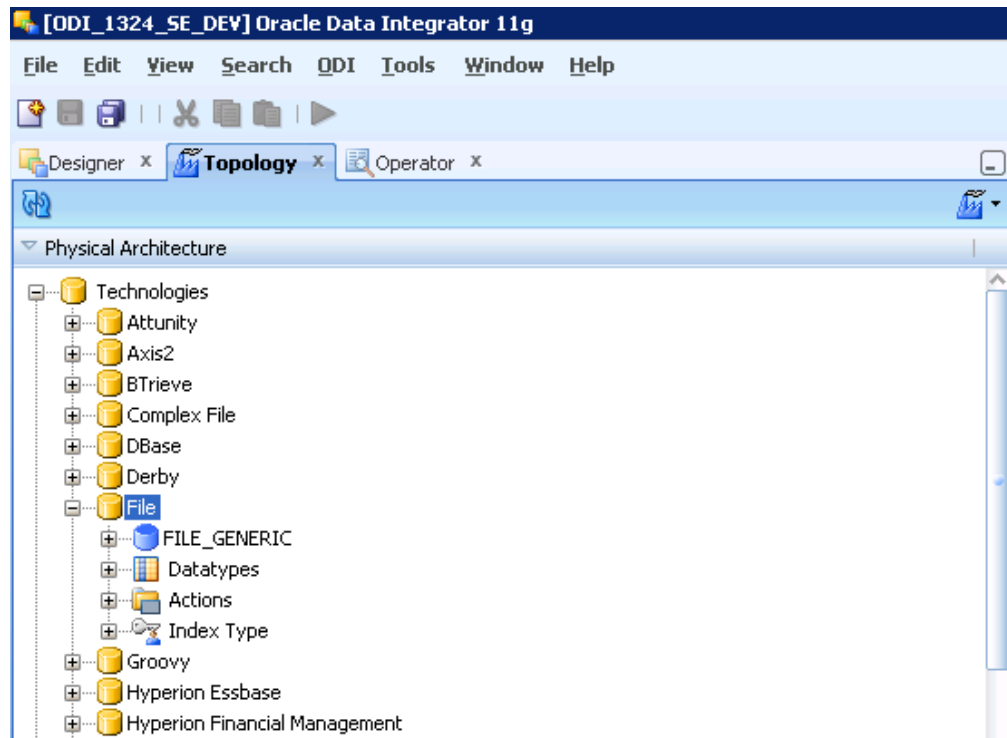 [ODI_1324_SE_DEV] Oracle Data Integrator 11g
File Edit View Search ODI Tools Window Help
Designer x Topology x Operator x
Physical Architecture
Technologies
Attunity
Axis2
BTrieve
Complex File
DBase
Derby
File
FILE_GENERIC
Datatypes
Actions
Index Type
Groovy
Hyperion Essbase
Hyperion Financial Management